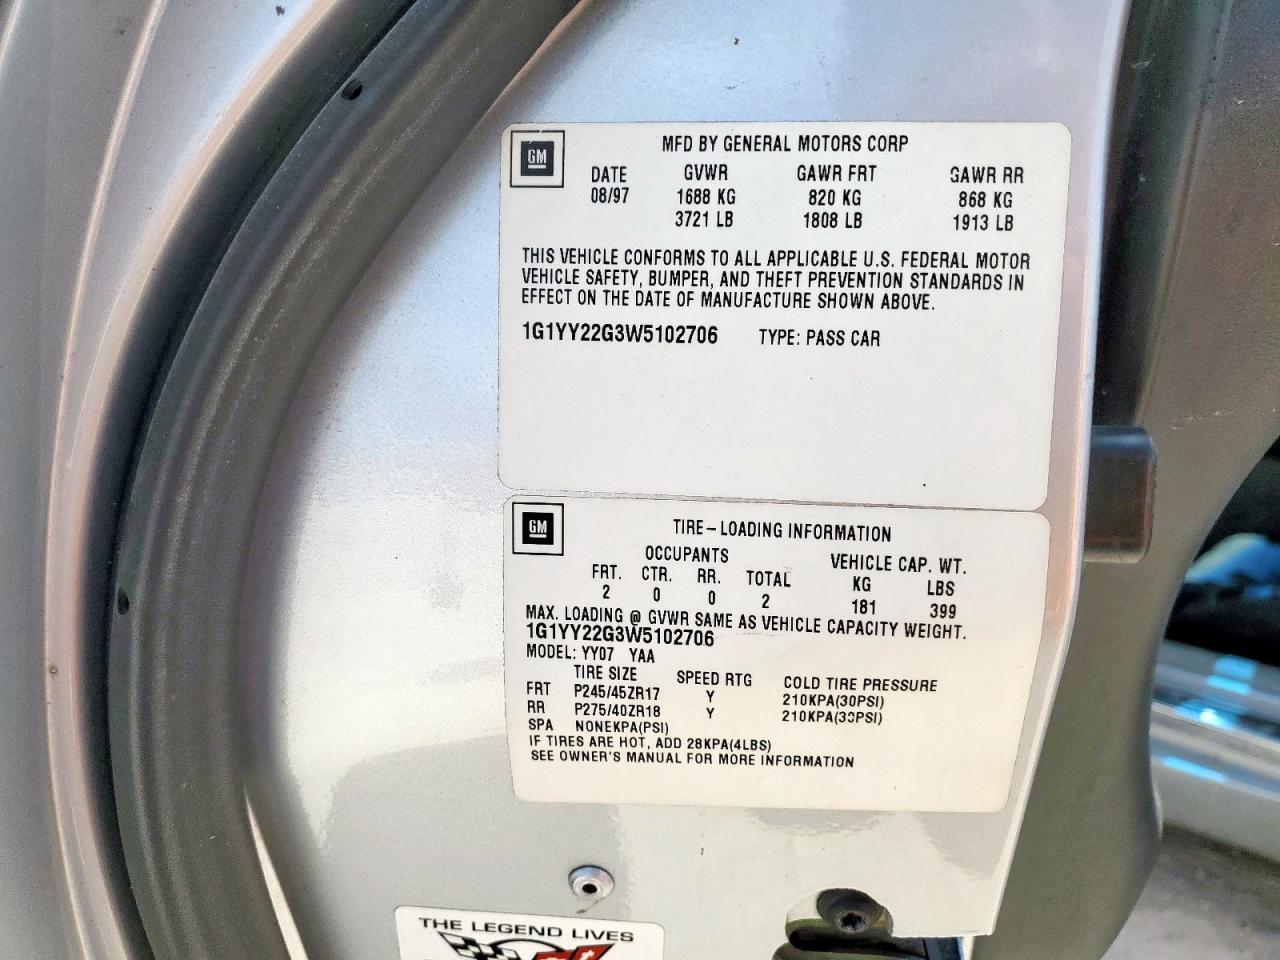 GM
MFD BY GENERAL MOTORS CORP
DATE GVWR GAWR FRT GAWR RR
08/97 1688 KG 820 KG 868 KG
3721 LB 1808 LB 1913 LB
THIS VEHICLE CONFORMS TO ALL APPLICABLE U.S. FEDERAL MOTOR
VEHICLE SAFETY, BUMPER, AND THEFT PREVENTION STANDARDS IN
EFFECT ON THE DATE OF MANUFACTURE SHOWN ABOVE.
1G1YY22G3W5102706 TYPE: PASS CAR
GM
TIRE-LOADING INFORMATION
OCCUPANTS VEHICLE CAP. WT.
FRT. CTR. RR. TOTAL KG LBS
2 0 0 2 181 399
MAX. LOADING @ GVWR SAME AS VEHICLE CAPACITY WEIGHT.
1G1YY22G3W5102706
MODEL: YY07 YAA
TIRE SIZE SPEED RTG COLD TIRE PRESSURE
FRT P245/45ZR17 Y 210KPA(30PSI)
RR P275/40ZR18 Y 210KPA(30PSI)
SPA NONEKPA(PSI)
IF TIRES ARE HOT, ADD 28KPA(4LBS)
SEE OWNER'S MANUAL FOR MORE INFORMATION
THE LEGEND LIVES